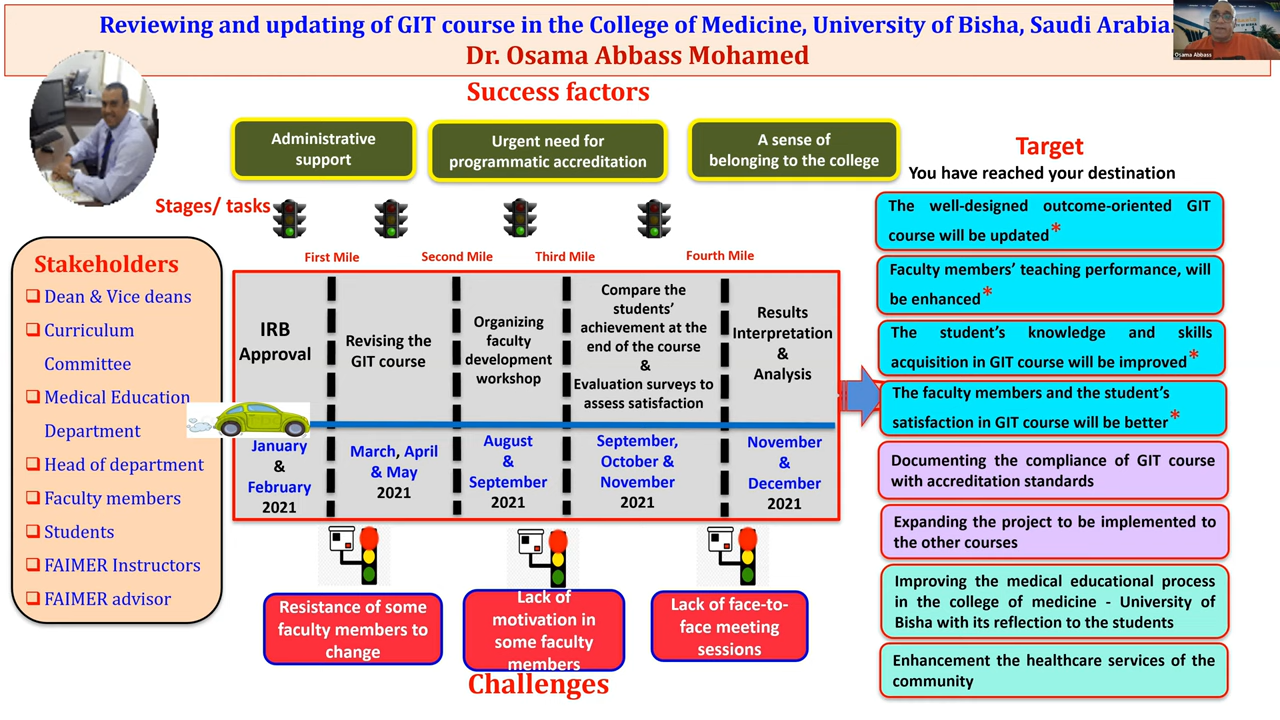 Reviewing and updating of GIT course in the College of Medicine, University of Bisha, Saudi Arabia.
Dr. Osama Abbass Mohamed
Osama Abbass
Success factors
Administrative
support
Urgent need for
programmatic accreditation
A sense of
belonging to the college
Stages/ tasks
First Mile
Second Mile
Third Mile
Fourth Mile
Stakeholders
Dean & Vice deans
Curriculum
Committee
Medical Education
Department
Head of department
Faculty members
Students
FAIMER Instructors
FAIMER advisor
IRB
Approval
Revising the
GIT course
Organizing
faculty
development
workshop
Compare the
students’
achievement at the
end of the course
&
Evaluation surveys to
assess satisfaction
Results
Interpretation
&
Analysis
January
&
February
2021
March, April
& May
2021
August
&
September
2021
September,
October &
November
2021
November
&
December
2021
Resistance of some
faculty members to
change
Lack of
motivation in
some faculty
members
Lack of face-to-
face meeting
sessions
Challenges
Target
You have reached your destination
The well-designed outcome-oriented GIT
course will be updated*
Faculty members’ teaching performance, will
be enhanced*
The student’s knowledge and skills
acquisition in GIT course will be improved*
The faculty members and the student’s
satisfaction in GIT course will be better*
Documenting the compliance of GIT course
with accreditation standards
Expanding the project to be implemented to
the other courses
Improving the medical educational process
in the college of medicine - University of
Bisha with its reflection to the students
Enhancement the healthcare services of the
community